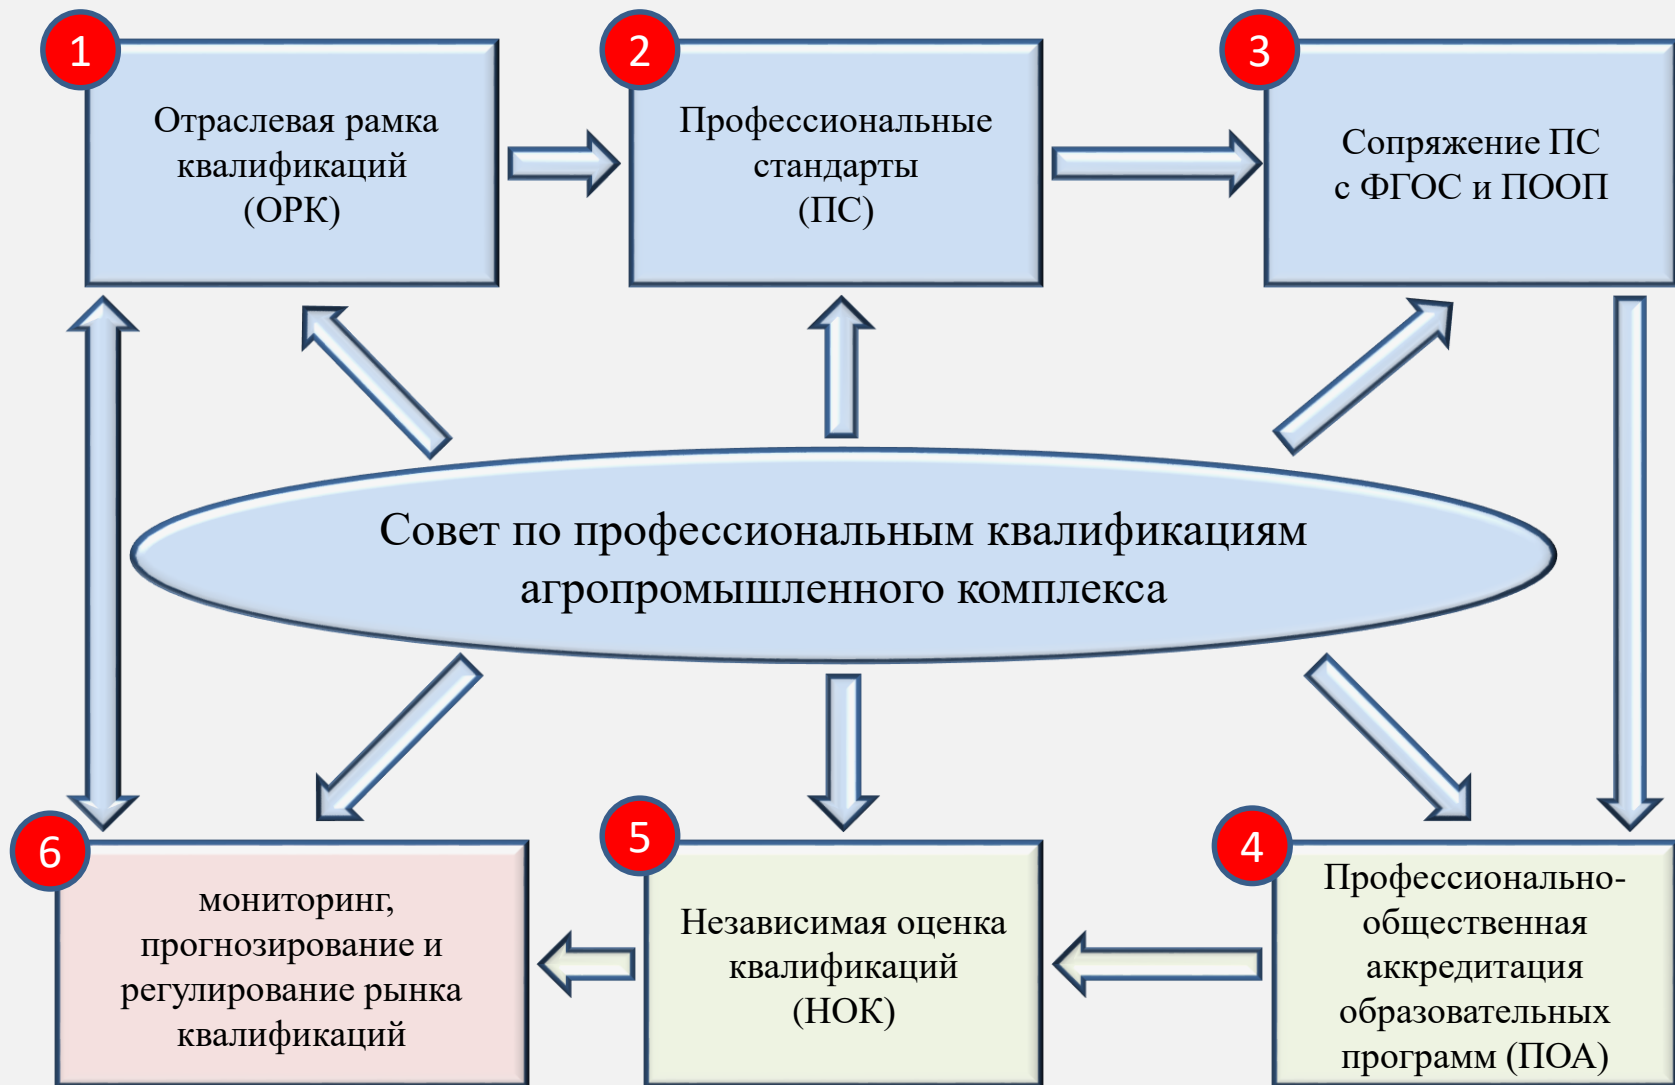 1
Отраслевая рамка
квалификаций
(ОРК)
2
Профессиональные
стандарты
(ПС)
3
Сопряжение ПС
с ФГОС и ПООП
Совет по профессиональным квалификациям
агропромышленного комплекса
6
мониторинг,
прогнозирование и
регулирование рынка
квалификаций
5
Независимая оценка
квалификаций
(НОК)
4
Профессионально-
общественная
аккредитация
образовательных
программ (ПОА)